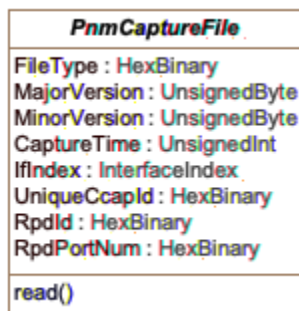 PnmCaptureFile
FileType : HexBinary
MajorVersion : UnsignedByte
MinorVersion : UnsignedByte
CaptureTime : UnsignedInt
IfIndex : InterfaceIndex
UniqueCcapId : HexBinary
RpdId : HexBinary
RpdPortNum : HexBinary
read()